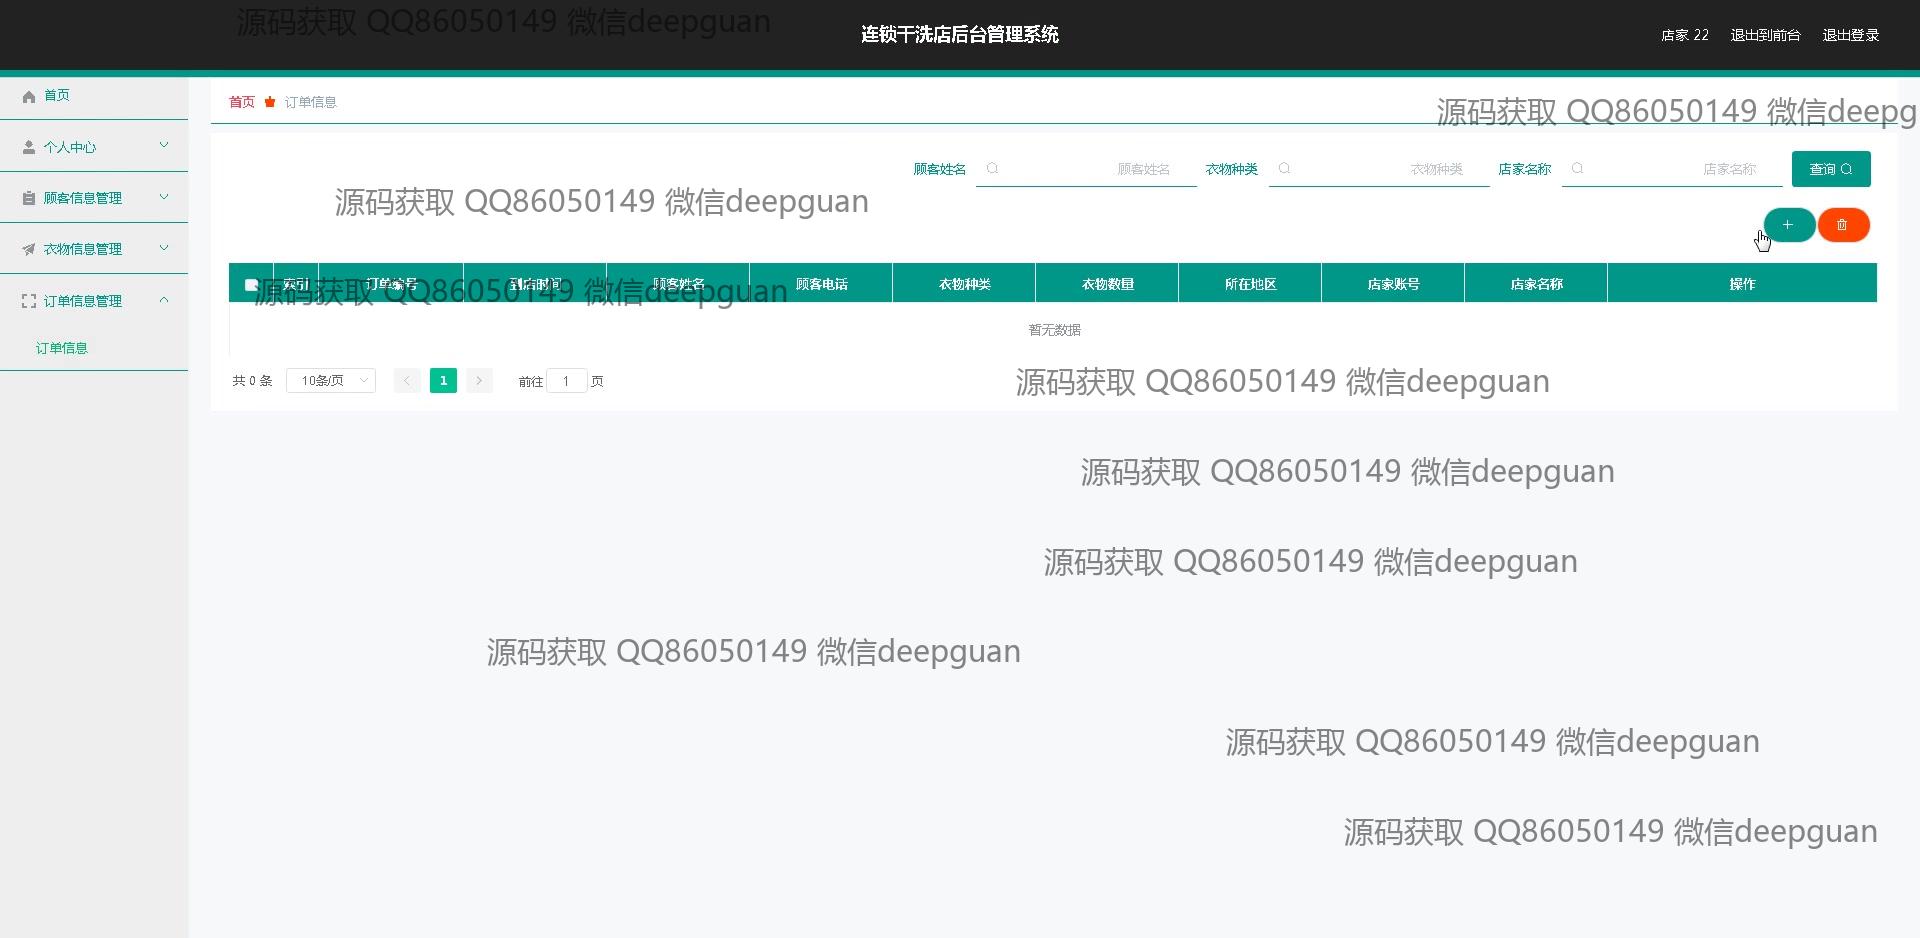 源码获取 QQ86050149 微信deepguan
连锁干洗店后台管理系统
店家 22 退出到前台 退出登录
首页
个人中心
顾客信息管理
衣物信息管理
订单信息管理
订单信息
首页 订单信息
源码获取 QQ86050149 微信deepg
顾客姓名 顾客姓名 衣物种类 衣物种类 店家名称 店家名称 查询
源码获取 QQ86050149 微信deepguan
索引 订单编号 到店时间 顾客姓名 顾客电话 衣物种类 衣物数量 所在地区 店家账号 店家名称 操作
源码获取 QQ86050149 微信deepguan
暂无数据
共 0 条 10条/页 1 前往 1 页
源码获取 QQ86050149 微信deepguan
源码获取 QQ86050149 微信deepguan
源码获取 QQ86050149 微信deepguan
源码获取 QQ86050149 微信deepguan
源码获取 QQ86050149 微信deepguan
源码获取 QQ86050149 微信deepguan